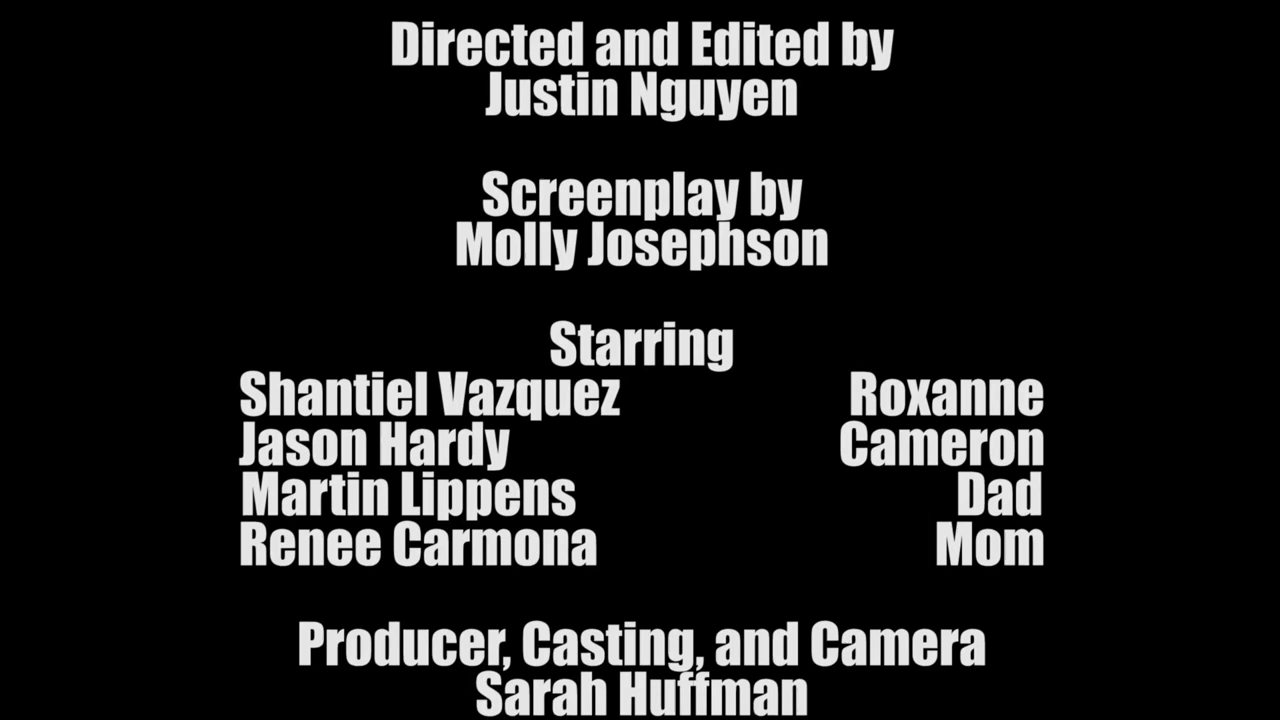 Directed and Edited by
Justin Nguyen
Screenplay by
Molly Josephson
Starring
Shantiel Vazquez Roxanne
Jason Hardy Cameron
Martin Lippens Dad
Renee Carmona Mom
Producer, Casting, and Camera
Sarah Huffman